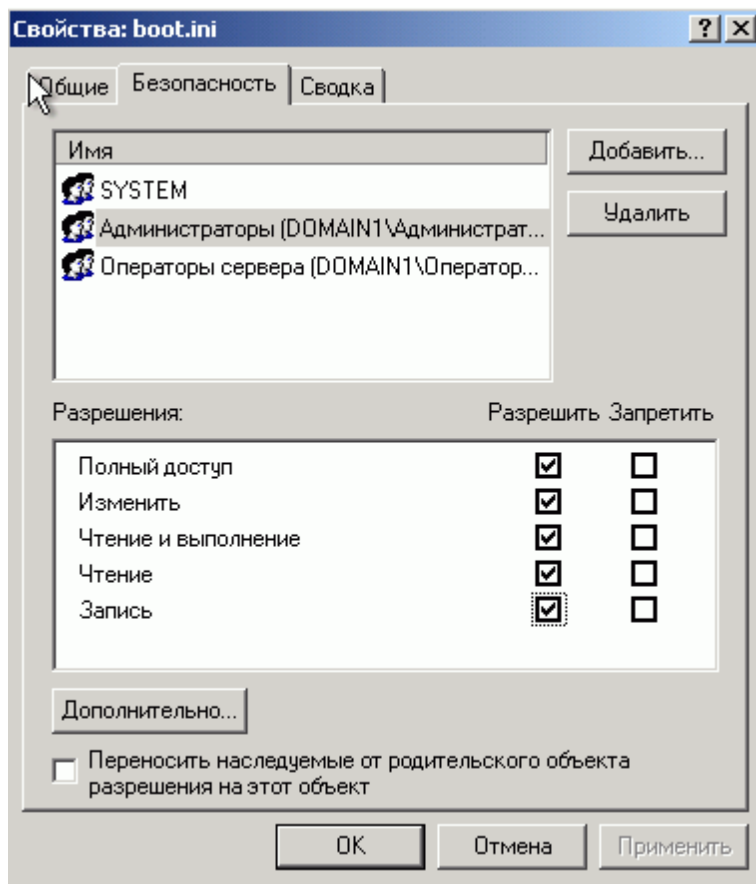 Свойства: boot.ini
Общие Безопасность Сводка
Имя Добавить...
SYSTEM
Удалить
Администраторы (DOMAIN1\Администрат...
Операторы сервера (DOMAIN1\Оператор...
Разрешения: Разрешить Запретить
Полный доступ
Изменить
Чтение и выполнение
Чтение
Запись
Дополнительно...
Переносить наследуемые от родительского объекта
разрешения на этот объект
OK Отмена Применить